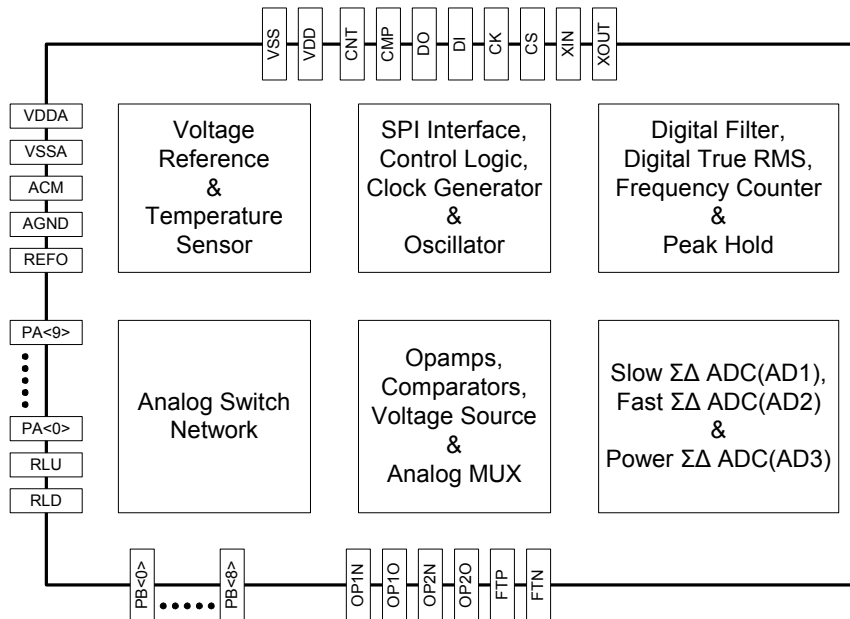 VSS
VDD
CNT
CMP
DO
DI
CK
CS
XIN
XOUT
VDDA
VSSA
ACM
AGND
REFO
PA<9>
PA<0>
RLU
RLD
Voltage
Reference
&
Temperature
Sensor
SPI Interface,
Control Logic,
Clock Generator
&
Oscillator
Digital Filter,
Digital True RMS,
Frequency Counter
&
Peak Hold
Analog Switch
Network
Opamps,
Comparators,
Voltage Source
&
Analog MUX
Slow ΣΔ ADC(AD1),
Fast ΣΔ ADC(AD2)
&
Power ΣΔ ADC(AD3)
PB<0>
PB<8>
OP1N
OP1O
OP2N
OP2O
FTP
FTN